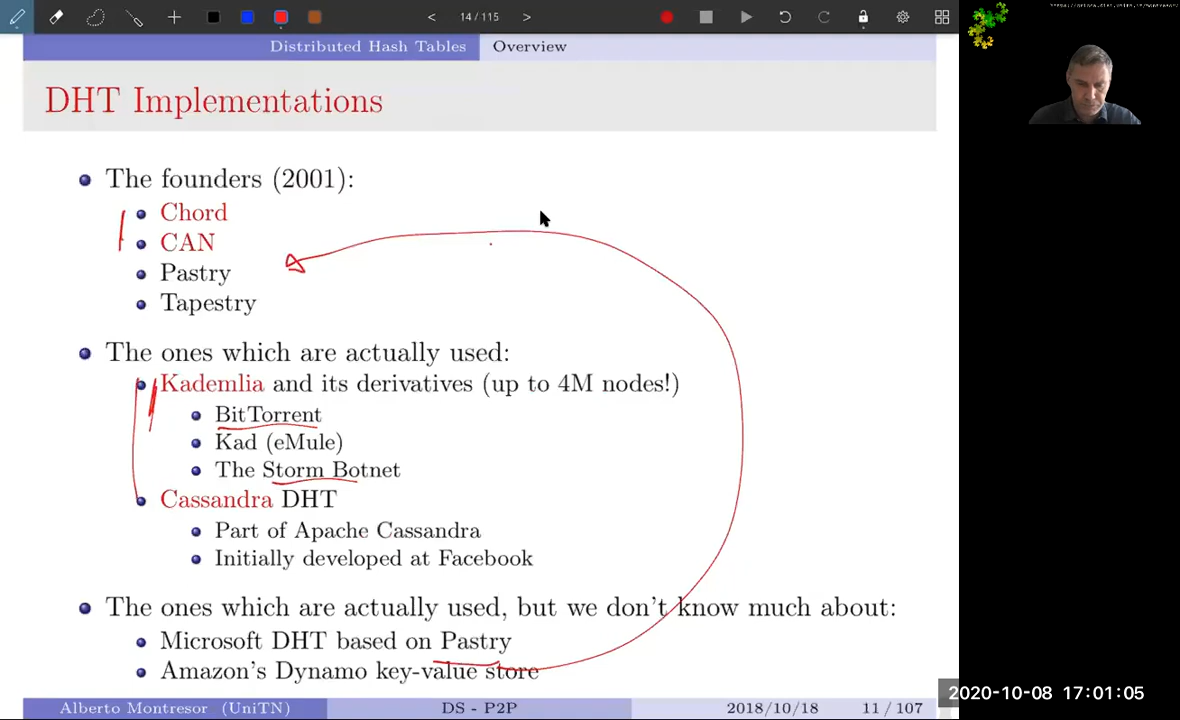 14 / 115
Distributed Hash Tables Overview
DHT Implementations
The founders (2001):
Chord
CAN
Pastry
Tapestry
The ones which are actually used:
Kademlia and its derivatives (up to 4M nodes!)
BitTorrent
Kad (eMule)
The Storm Botnet
Cassandra DHT
Part of Apache Cassandra
Initially developed at Facebook
The ones which are actually used, but we don't know much about:
Microsoft DHT based on Pastry
Amazon's Dynamo key-value store
Alberto Montresor (UniTN) DS - P2P 2018/10/18 11 / 107
2020-10-08 17:01:05